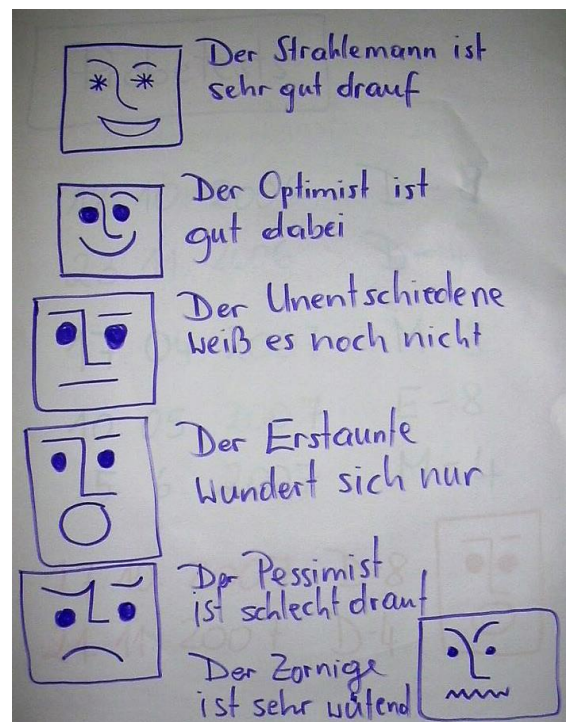 Der Strahlemann ist
sehr gut drauf
Der Optimist ist
gut dabei
Der Unentschiedene
weiß es noch nicht
Der Erstaunte
wundert sich nur
Der Pessimist
ist schlecht drauf
Der Zornige
ist sehr wütend